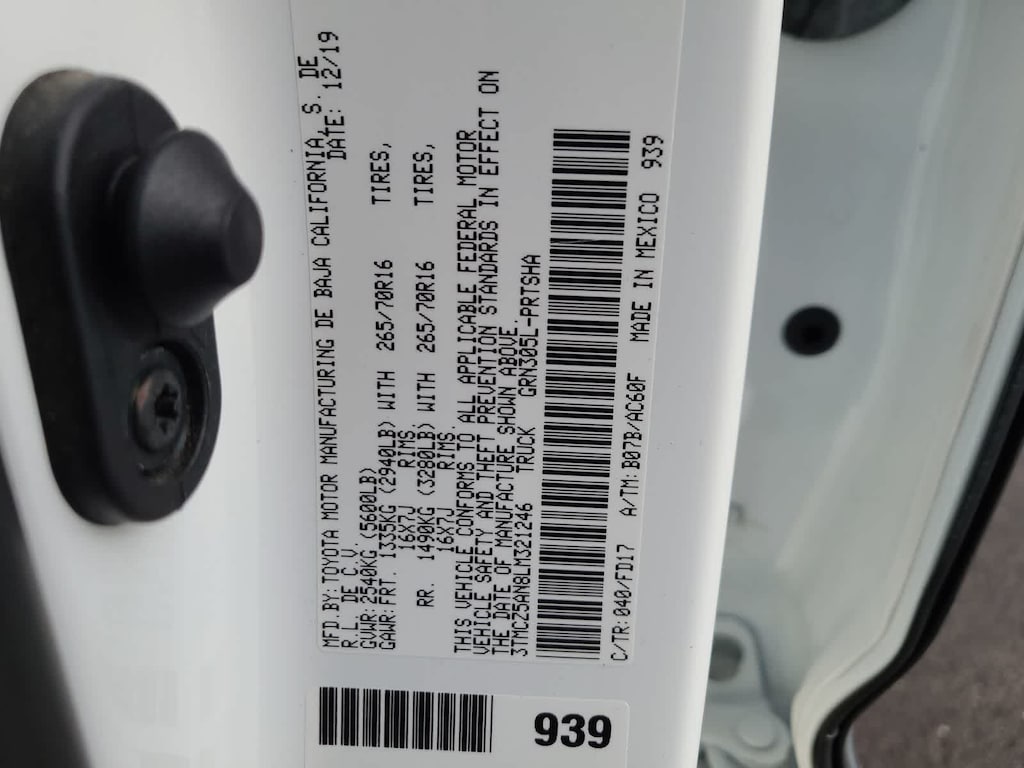 MFD.BY:TOYOTA MOTOR MANUFACTURING DE BAJA CALIFORNIA, S. DE
R.L. DE C.V. DATE: 12/19
GVWR:2540KG (5600LB)
GAWR:FRT. 1335KG (2940LB) WITH 265/70R16 TIRES,
16X7J RIMS
RR. 1490KG (3280LB) WITH 265/70R16 TIRES,
16X7J RIMS
THIS VEHICLE CONFORMS TO ALL APPLICABLE FEDERAL MOTOR
VEHICLE SAFETY AND THEFT PREVENTION STANDARDS IN EFFECT ON
THE DATE OF MANUFACTURE SHOWN ABOVE.
3TMCZ5AN8LM321246 TRUCK GRN305L-PRTSHA
C/TR:040/FD17 A/TM:B07B/AC60F MADE IN MEXICO 939
939